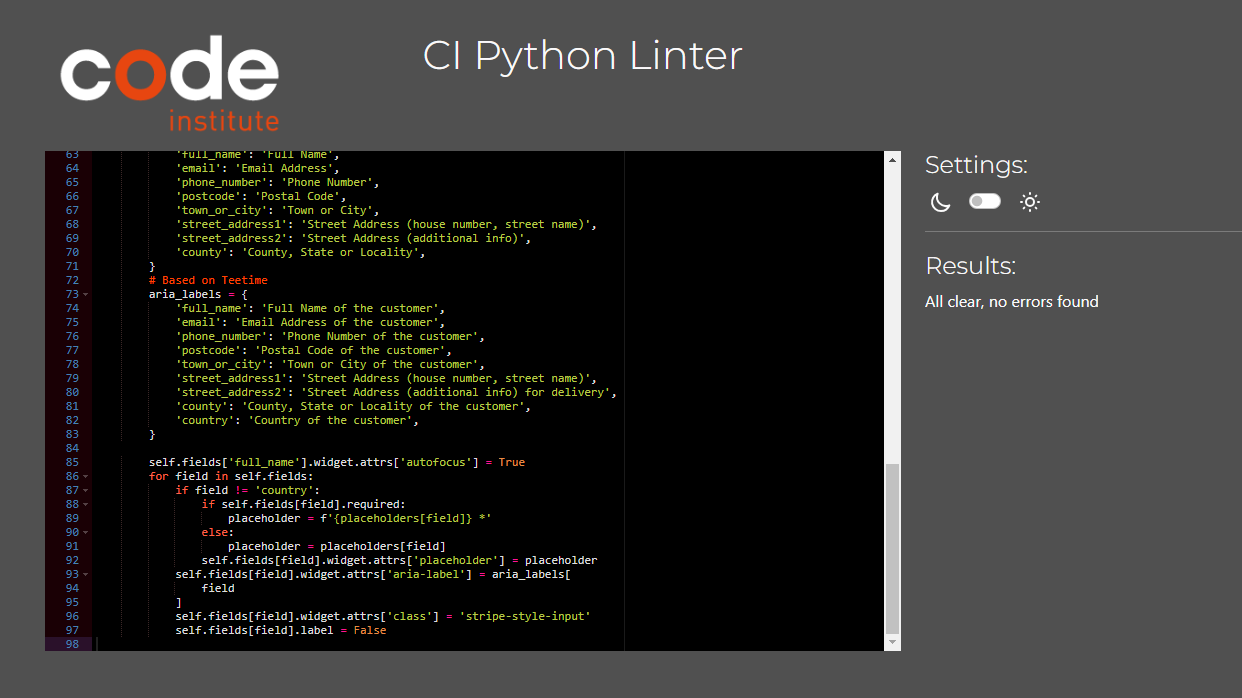 code
institute
CI Python Linter
63 'full_name': 'Full Name',
64 'email': 'Email Address',
65 'phone_number': 'Phone Number',
66 'postcode': 'Postal Code',
67 'town_or_city': 'Town or City',
68 'street_address1': 'Street Address (house number, street name)',
69 'street_address2': 'Street Address (additional info)',
70 'county': 'County, State or Locality',
71 }
72 # Based on Teetime
73 aria_labels = {
74 'full_name': 'Full Name of the customer',
75 'email': 'Email Address of the customer',
76 'phone_number': 'Phone Number of the customer',
77 'postcode': 'Postal Code of the customer',
78 'town_or_city': 'Town or City of the customer',
79 'street_address1': 'Street Address (house number, street name)',
80 'street_address2': 'Street Address (additional info) for delivery',
81 'county': 'County, State or Locality of the customer',
82 'country': 'Country of the customer',
83 }
84
85 self.fields['full_name'].widget.attrs['autofocus'] = True
86 for field in self.fields:
87 if field != 'country':
88 if self.fields[field].required:
89 placeholder = f'{placeholders[field]} *'
90 else:
91 placeholder = placeholders[field]
92 self.fields[field].widget.attrs['placeholder'] = placeholder
93 self.fields[field].widget.attrs['aria-label'] = aria_labels[
94 field
95 ]
96 self.fields[field].widget.attrs['class'] = 'stripe-style-input'
97 self.fields[field].label = False
98
Settings:
Results:
All clear, no errors found